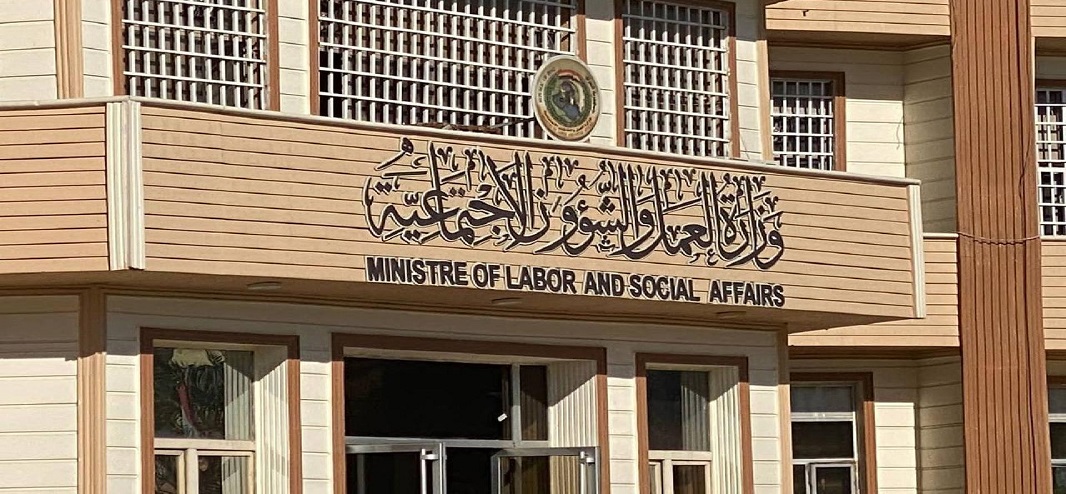 وزارة العمل والشؤون الاجتماعية
MINISTRE OF LABOR AND SOCIAL AFFAIRS